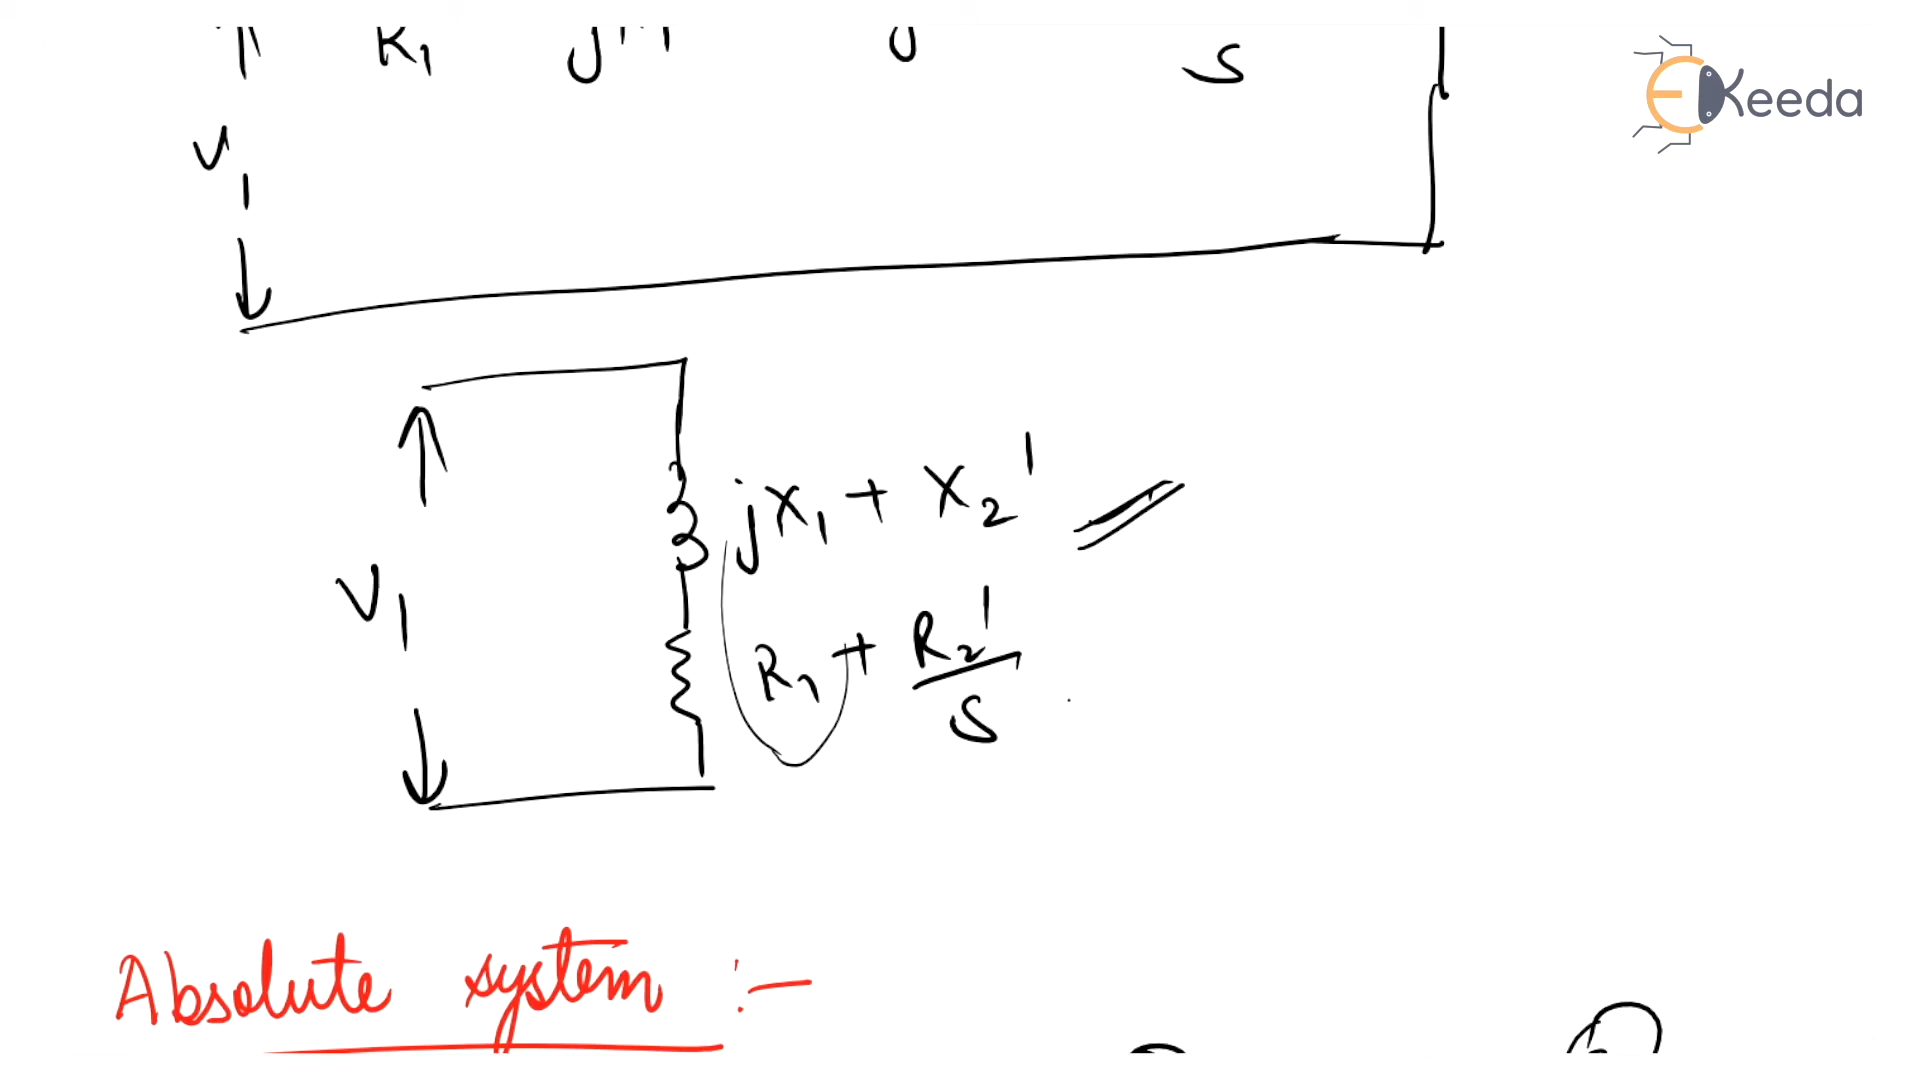 R₁ j s
V₁
EKeeda
jx₁ + x₂'
V₁
R₁ + R₂'/s
Absolute system :-